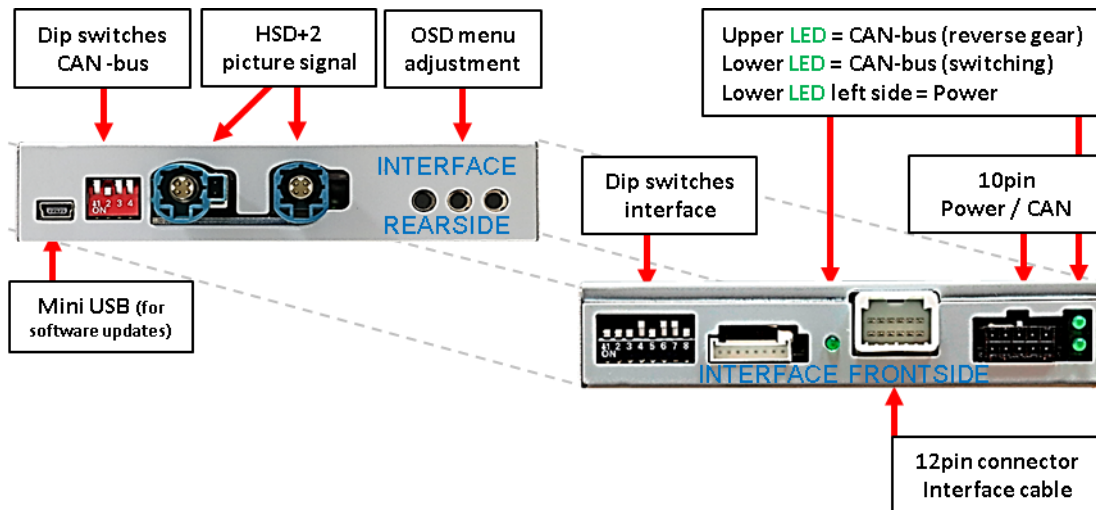 Dip switches
CAN -bus
HSD+2
picture signal
OSD menu
adjustment
Upper LED = CAN-bus (reverse gear)
Lower LED = CAN-bus (switching)
Lower LED left side = Power
INTERFACE
REARSIDE
1 2 3 4
ON
Mini USB (for
software updates)
Dip switches
interface
10pin
Power / CAN
1 2 3 4 5 6 7 8
ON
INTERFACE FRONTSIDE
12pin connector
Interface cable